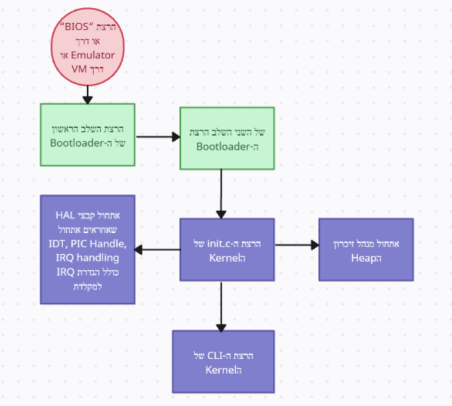 הרצת "BIOS"
או דרך
Emulator או
דרך VM
הרצת השלב הראשון
של ה-Bootloader
של השני השלב הרצת
ה-Bootloader
אתחול קבצי HAL
שאחראים אתחול
IDT, PIC Handle,
IRQ handling
כולל הגדרת IRQ
למקלדת
הרצת ה-init.c של
הKernel
אתחול מנהל זיכרון
הHeap
הרצת ה-CLI של
הKernel